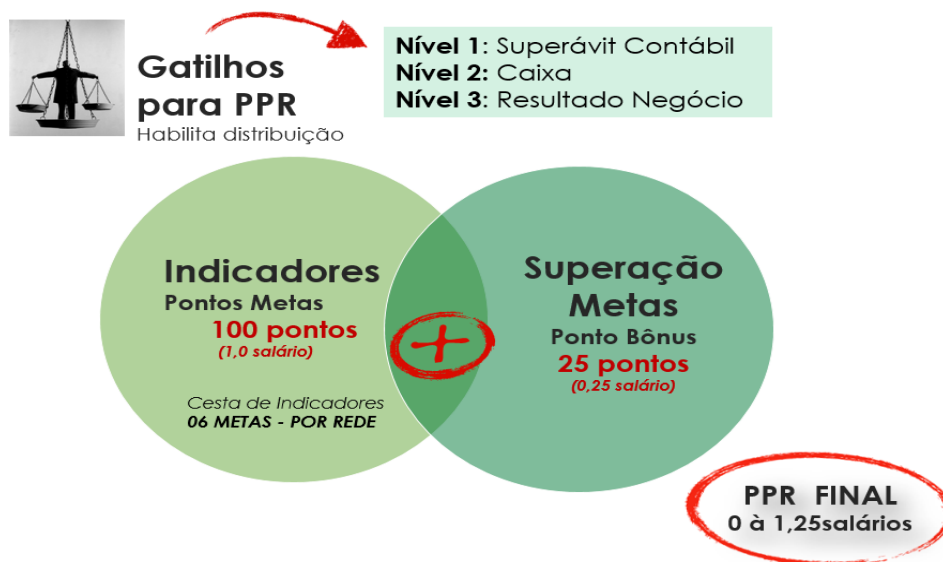 Gatilhos
para PPR
Habilita distribuição
Nível 1: Superávit Contábil
Nível 2: Caixa
Nível 3: Resultado Negócio
Indicadores
Pontos Metas
100 pontos
(1,0 salário)
Cesta de Indicadores
06 METAS - POR REDE
+
Superação
Metas
Ponto Bônus
25 pontos
(0,25 salário)
PPR FINAL
0 à 1,25salários